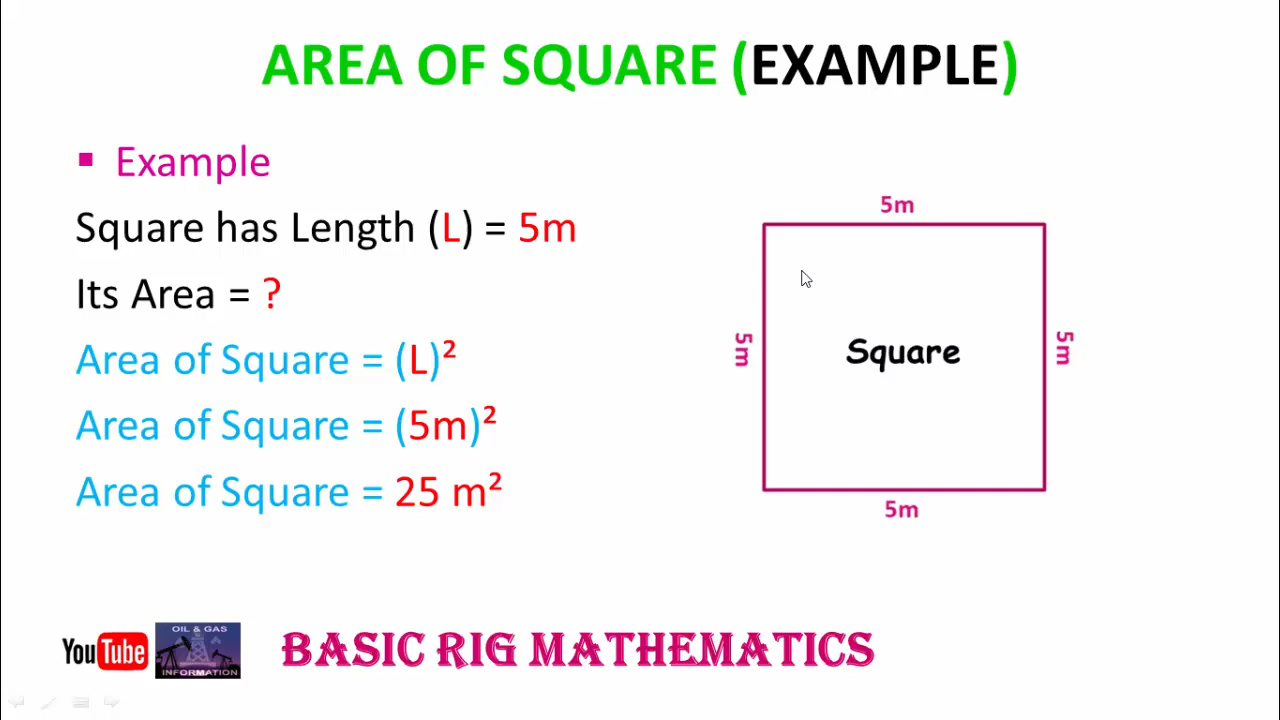 AREA OF SQUARE (EXAMPLE)
▪ Example
Square has Length (L) = 5m
Its Area = ?
Area of Square = (L)²
Area of Square = (5m)²
Area of Square = 25 m²
5m
5m
Square
5m
5m
YouTube
OIL & GAS
INFORMATION
BASIC RIG MATHEMATICS